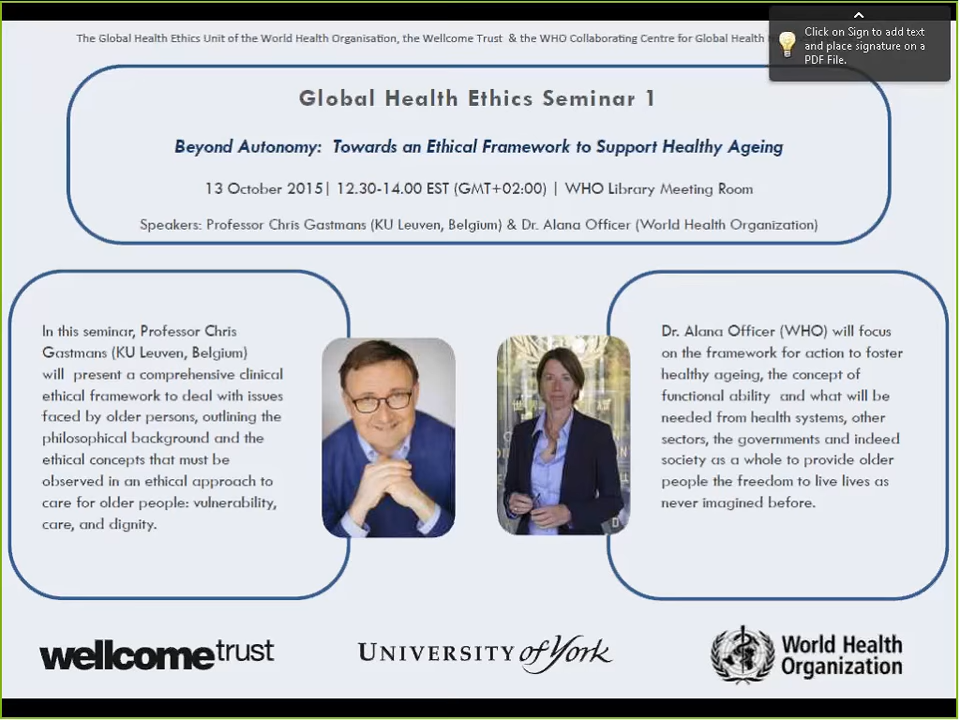 The Global Health Ethics Unit of the World Health Organisation, the Wellcome Trust & the WHO Collaborating Centre for Global Health
Click on Sign to add text
and place signature on a
PDF File.
Global Health Ethics Seminar 1
Beyond Autonomy: Towards an Ethical Framework to Support Healthy Ageing
13 October 2015| 12.30-14.00 EST (GMT+02:00) | WHO Library Meeting Room
Speakers: Professor Chris Gastmans (KU Leuven, Belgium) & Dr. Alana Officer (World Health Organization)
In this seminar, Professor Chris
Gastmans (KU Leuven, Belgium)
will present a comprehensive clinical
ethical framework to deal with issues
faced by older persons, outlining the
philosophical background and the
ethical concepts that must be
observed in an ethical approach to
care for older people: vulnerability,
care, and dignity.
Dr. Alana Officer (WHO) will focus
on the framework for action to foster
healthy ageing, the concept of
functional ability and what will be
needed from health systems, other
sectors, the governments and indeed
society as a whole to provide older
people the freedom to live lives as
never imagined before.
wellcometrust
UNIVERSITY of York
World Health
Organization